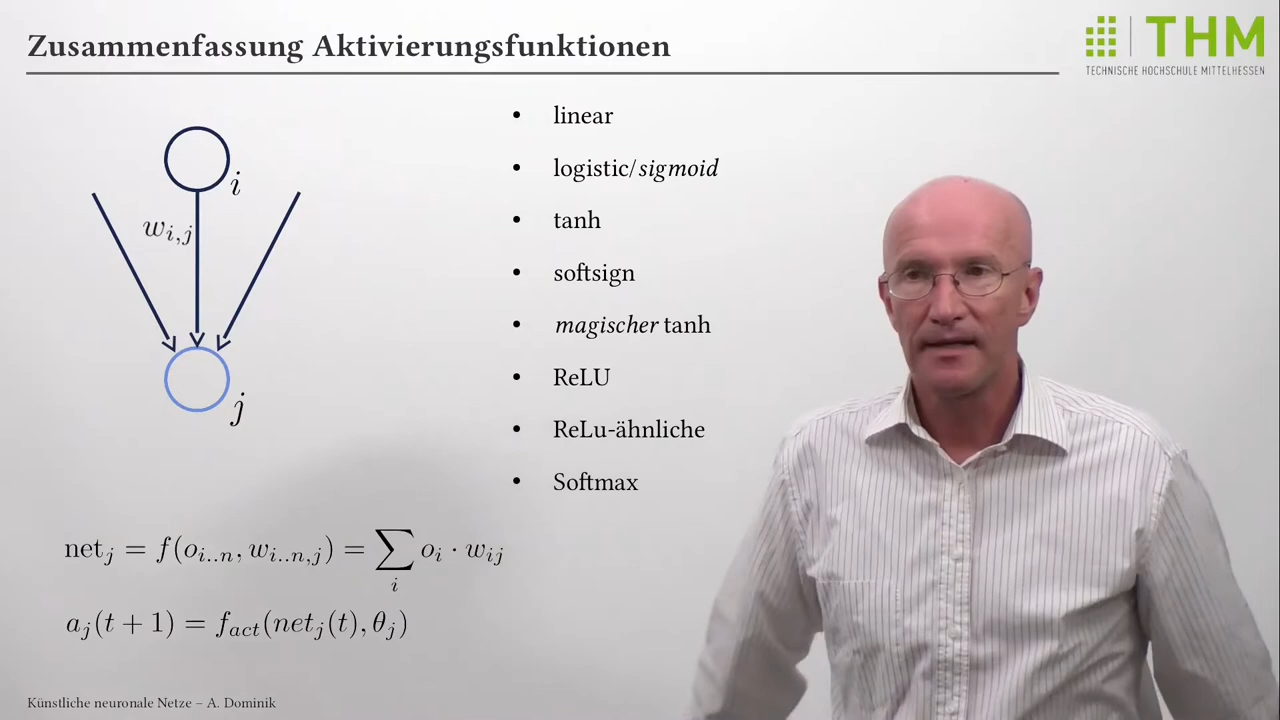 Zusammenfassung Aktivierungsfunktionen
THM
TECHNISCHE HOCHSCHULE MITTELHESSEN
i
w_{i,j}
j
• linear
• logistic/sigmoid
• tanh
• softsign
• magischer tanh
• ReLU
• ReLu-ähnliche
• Softmax
net_j = f(o_{i..n}, w_{i..n,j}) = \sum_i o_i · w_{ij}
a_j(t + 1) = f_{act}(net_j(t), θ_j)
Künstliche neuronale Netze – A. Dominik